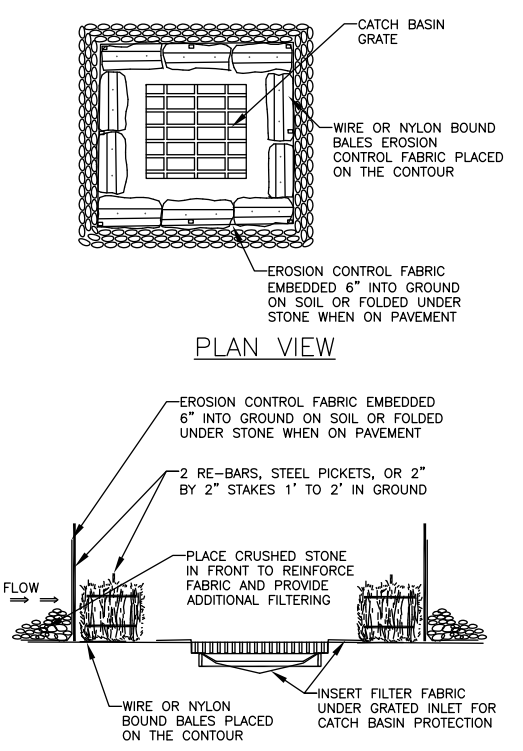 CATCH BASIN
GRATE
WIRE OR NYLON BOUND
BALES EROSION
CONTROL FABRIC PLACED
ON THE CONTOUR
EROSION CONTROL FABRIC
EMBEDDED 6" INTO GROUND
ON SOIL OR FOLDED UNDER
STONE WHEN ON PAVEMENT
PLAN VIEW
EROSION CONTROL FABRIC EMBEDDED
6" INTO GROUND ON SOIL OR FOLDED
UNDER STONE WHEN ON PAVEMENT
2 RE-BARS, STEEL PICKETS, OR 2"
BY 2" STAKES 1' TO 2' IN GROUND
PLACE CRUSHED STONE
IN FRONT TO REINFORCE
FABRIC AND PROVIDE
ADDITIONAL FILTERING
FLOW
WIRE OR NYLON
BOUND BALES PLACED
ON THE CONTOUR
INSERT FILTER FABRIC
UNDER GRATED INLET FOR
CATCH BASIN PROTECTION